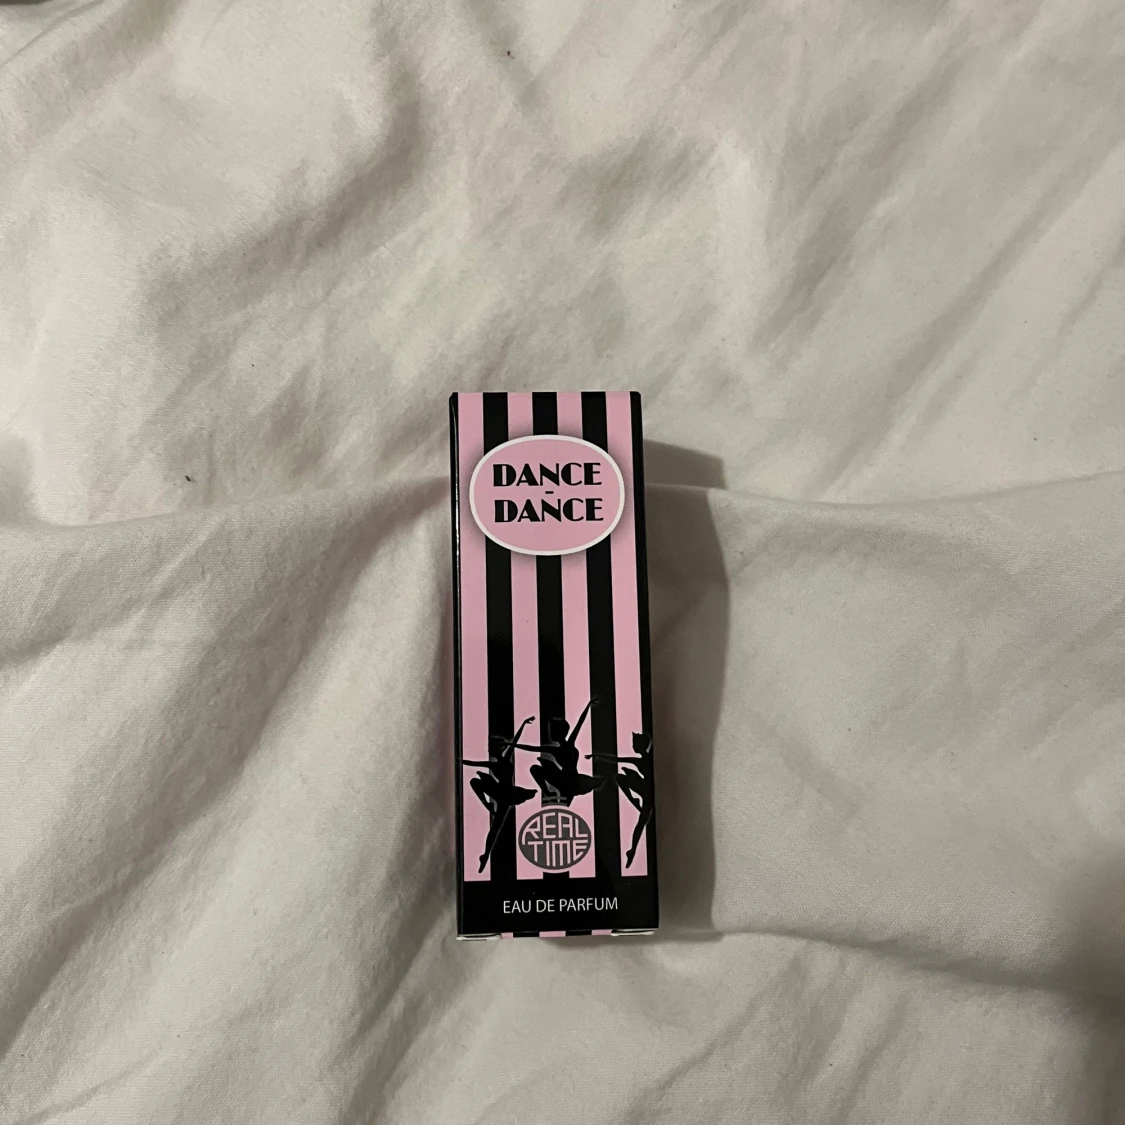 DANCE
-
DANCE
REAL
TIME
EAU DE PARFUM